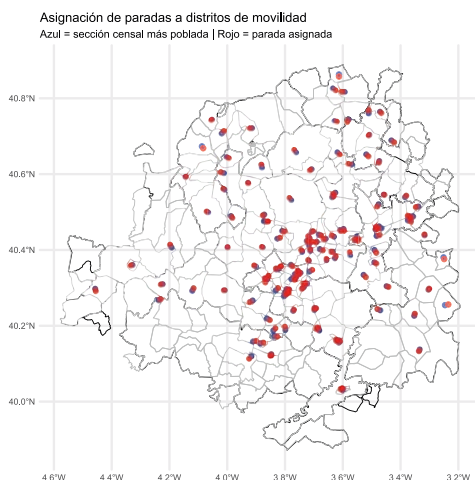 Asignación de paradas a distritos de movilidad
Azul = sección censal más poblada | Rojo = parada asignada
40.8°N
40.6°N
40.4°N
40.2°N
40.0°N
4.6°W 4.4°W 4.2°W 4.0°W 3.8°W 3.6°W 3.4°W 3.2°W